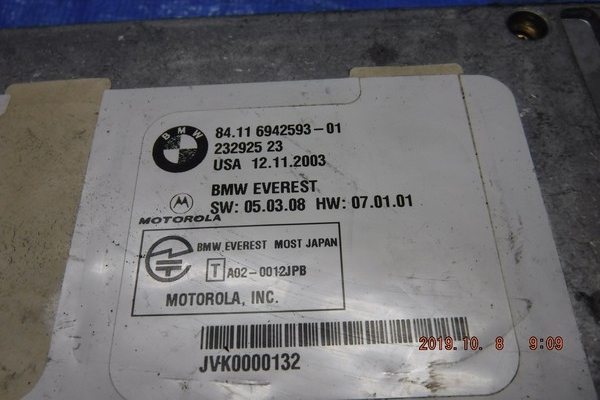 BMW
84.11 6942593-01
232925 23
USA 12.11.2003
BMW EVEREST
SW: 05.03.08 HW: 07.01.01
MOTOROLA
BMW EVEREST MOST JAPAN
T A02-0012JPB
MOTOROLA, INC.
JVK0000132
2019.10. 8 9:09